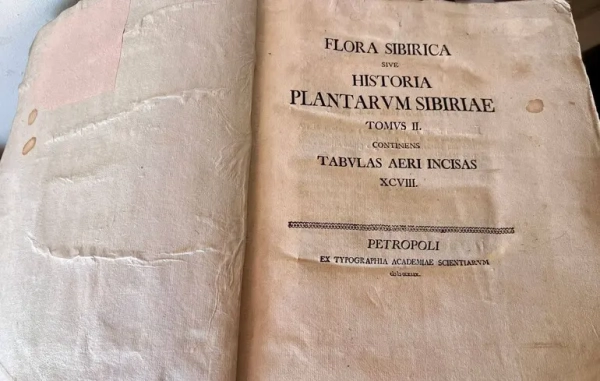 FLORA SIBIRICA
SIVE
HISTORIA
PLANTARVM SIBIRIAE
TOMVS II.
CONTINENS
TABVLAS AERI INCISAS
XCVIII.
PETROPOLI
EX TYPOGRAPHIA ACADEMIAE SCIENTIARVM